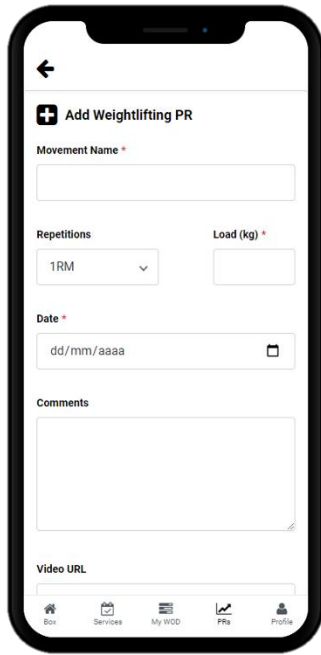 Add Weightlifting PR
Movement Name *
Repetitions Load (kg) *
1RM
Date *
dd/mm/aaaa
Comments
Video URL
Box Services My WOD PRs Profile